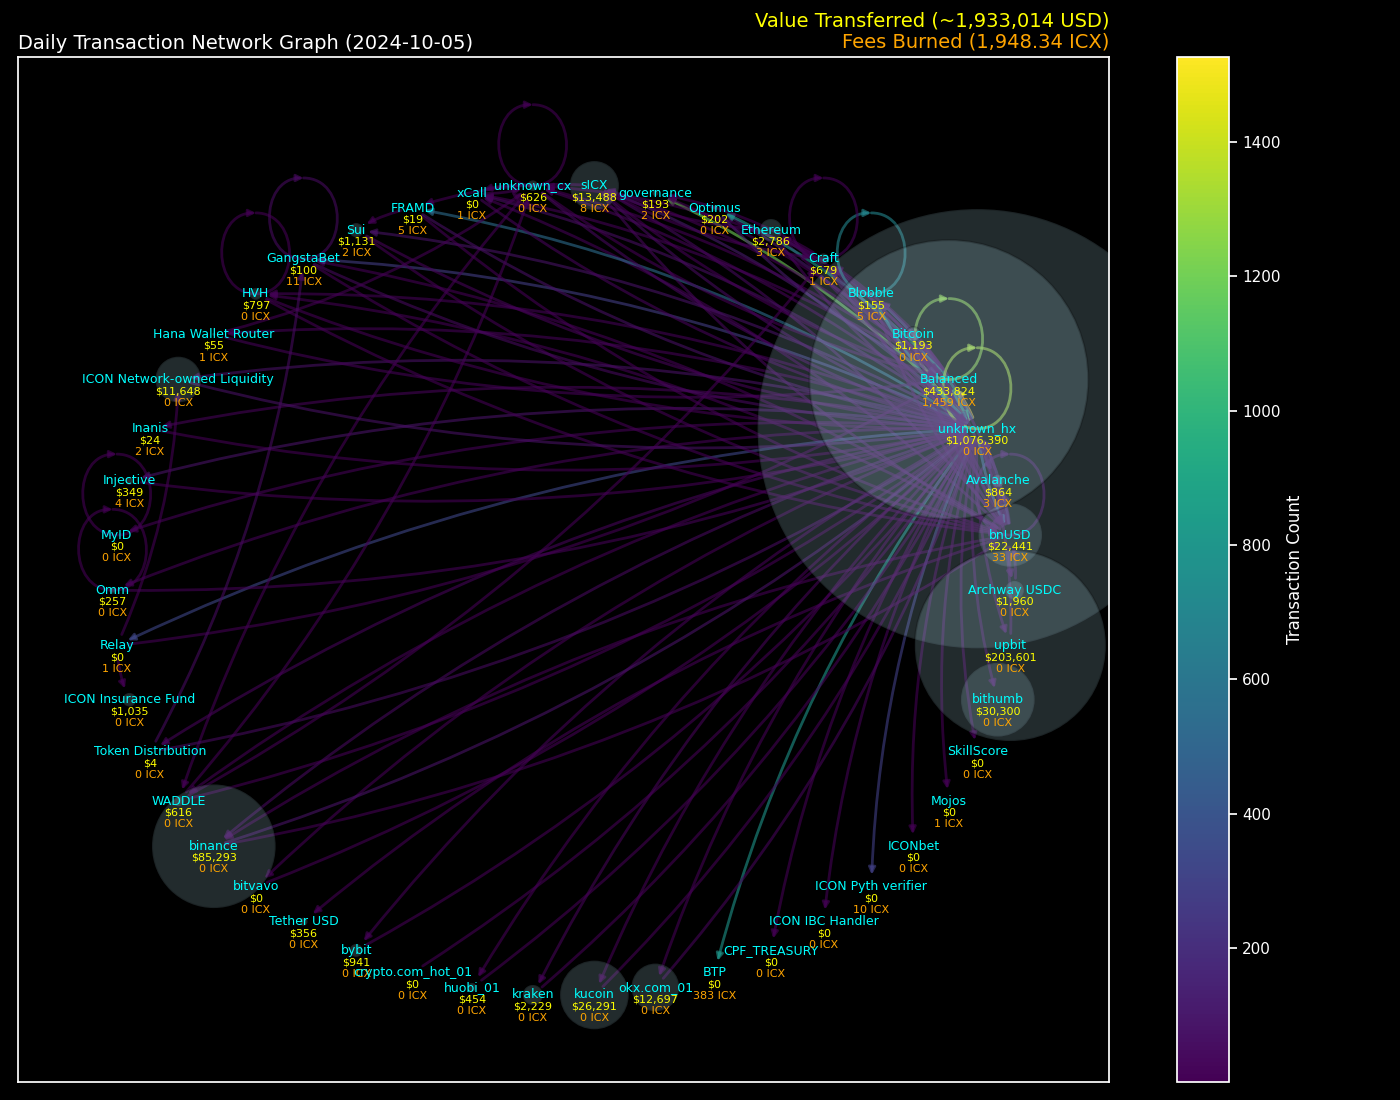 Value Transferred (~1,933,014 USD)
Daily Transaction Network Graph (2024-10-05)
Fees Burned (1,948.34 ICX)
unknown_cx
$626
0 ICX
sICX
$13,488
8 ICX
xCall
$0
1 ICX
governance
$193
2 ICX
FRAMD
$19
5 ICX
Optimus
$202
0 ICX
Sui
$1,131
2 ICX
Ethereum
$2,786
3 ICX
GangstaBet
$100
11 ICX
Craft
$679
1 ICX
HVH
$797
0 ICX
Blobble
$155
5 ICX
Hana Wallet Router
$55
1 ICX
Bitcoin
$1,193
0 ICX
ICON Network-owned Liquidity
$11,648
0 ICX
Balanced
$433,824
1,459 ICX
Inanis
$24
2 ICX
unknown_hx
$1,076,390
0 ICX
Injective
$349
4 ICX
Avalanche
$864
3 ICX
MyID
$0
0 ICX
bnUSD
$22,441
33 ICX
Omm
$257
0 ICX
Archway USDC
$1,960
0 ICX
Relay
$0
1 ICX
upbit
$203,601
0 ICX
ICON Insurance Fund
$1,035
0 ICX
bithumb
$30,300
0 ICX
Token Distribution
$4
0 ICX
SkillScore
$0
0 ICX
WADDLE
$616
0 ICX
Mojos
$0
1 ICX
binance
$85,293
0 ICX
ICONbet
$0
0 ICX
bitvavo
$0
0 ICX
ICON Pyth verifier
$0
10 ICX
Tether USD
$356
0 ICX
ICON IBC Handler
$0
0 ICX
bybit
$941
0 ICX
CPF_TREASURY
$0
0 ICX
crypto.com_hot_01
$0
0 ICX
BTP
$0
383 ICX
huobi_01
$454
0 ICX
okx.com_01
$12,697
0 ICX
kraken
$2,229
0 ICX
kucoin
$26,291
0 ICX
1400
1200
1000
800
600
400
200
Transaction Count